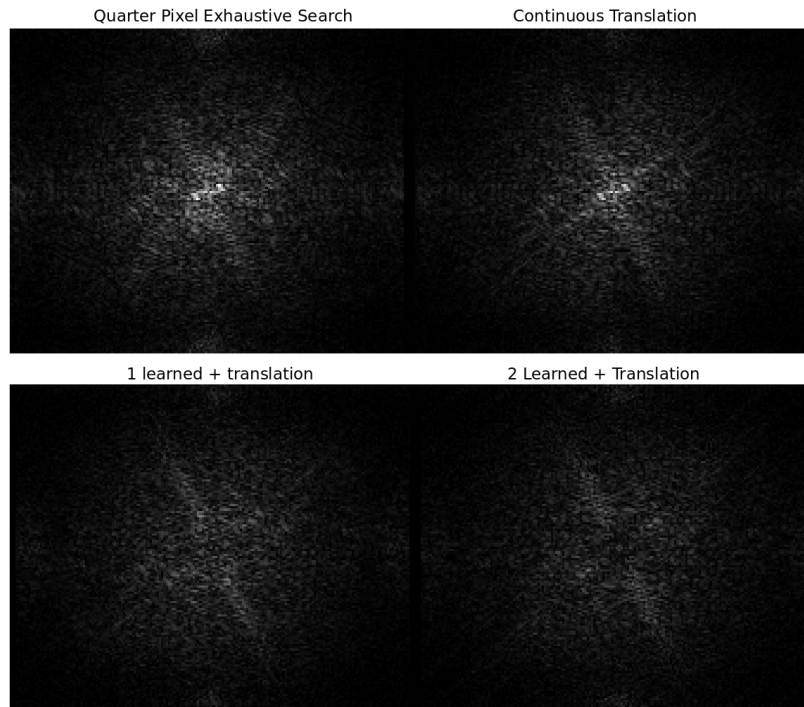 Quarter Pixel Exhaustive Search
Continuous Translation
1 learned + translation
2 Learned + Translation